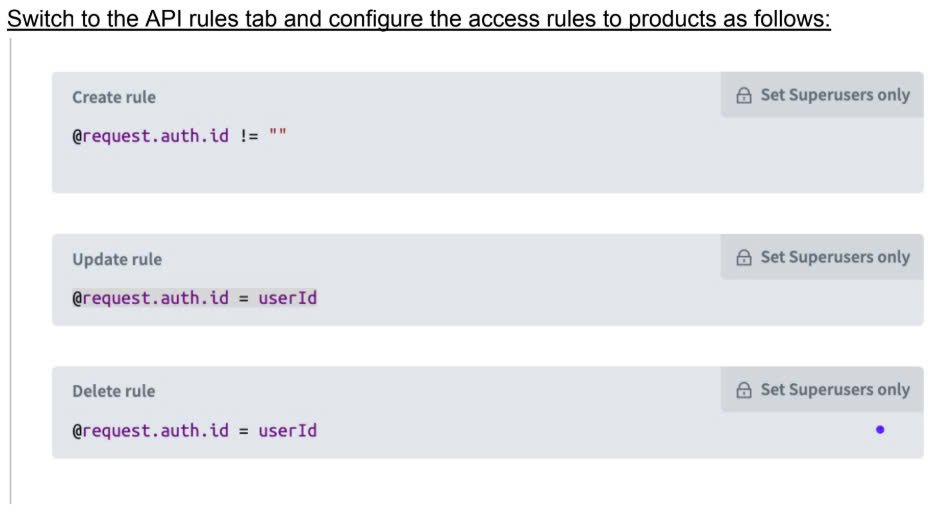 Switch to the API rules tab and configure the access rules to products as follows:
Create rule
Set Superusers only
@request.auth.id != ""
Update rule
Set Superusers only
@request.auth.id = userId
Delete rule
Set Superusers only
@request.auth.id = userId